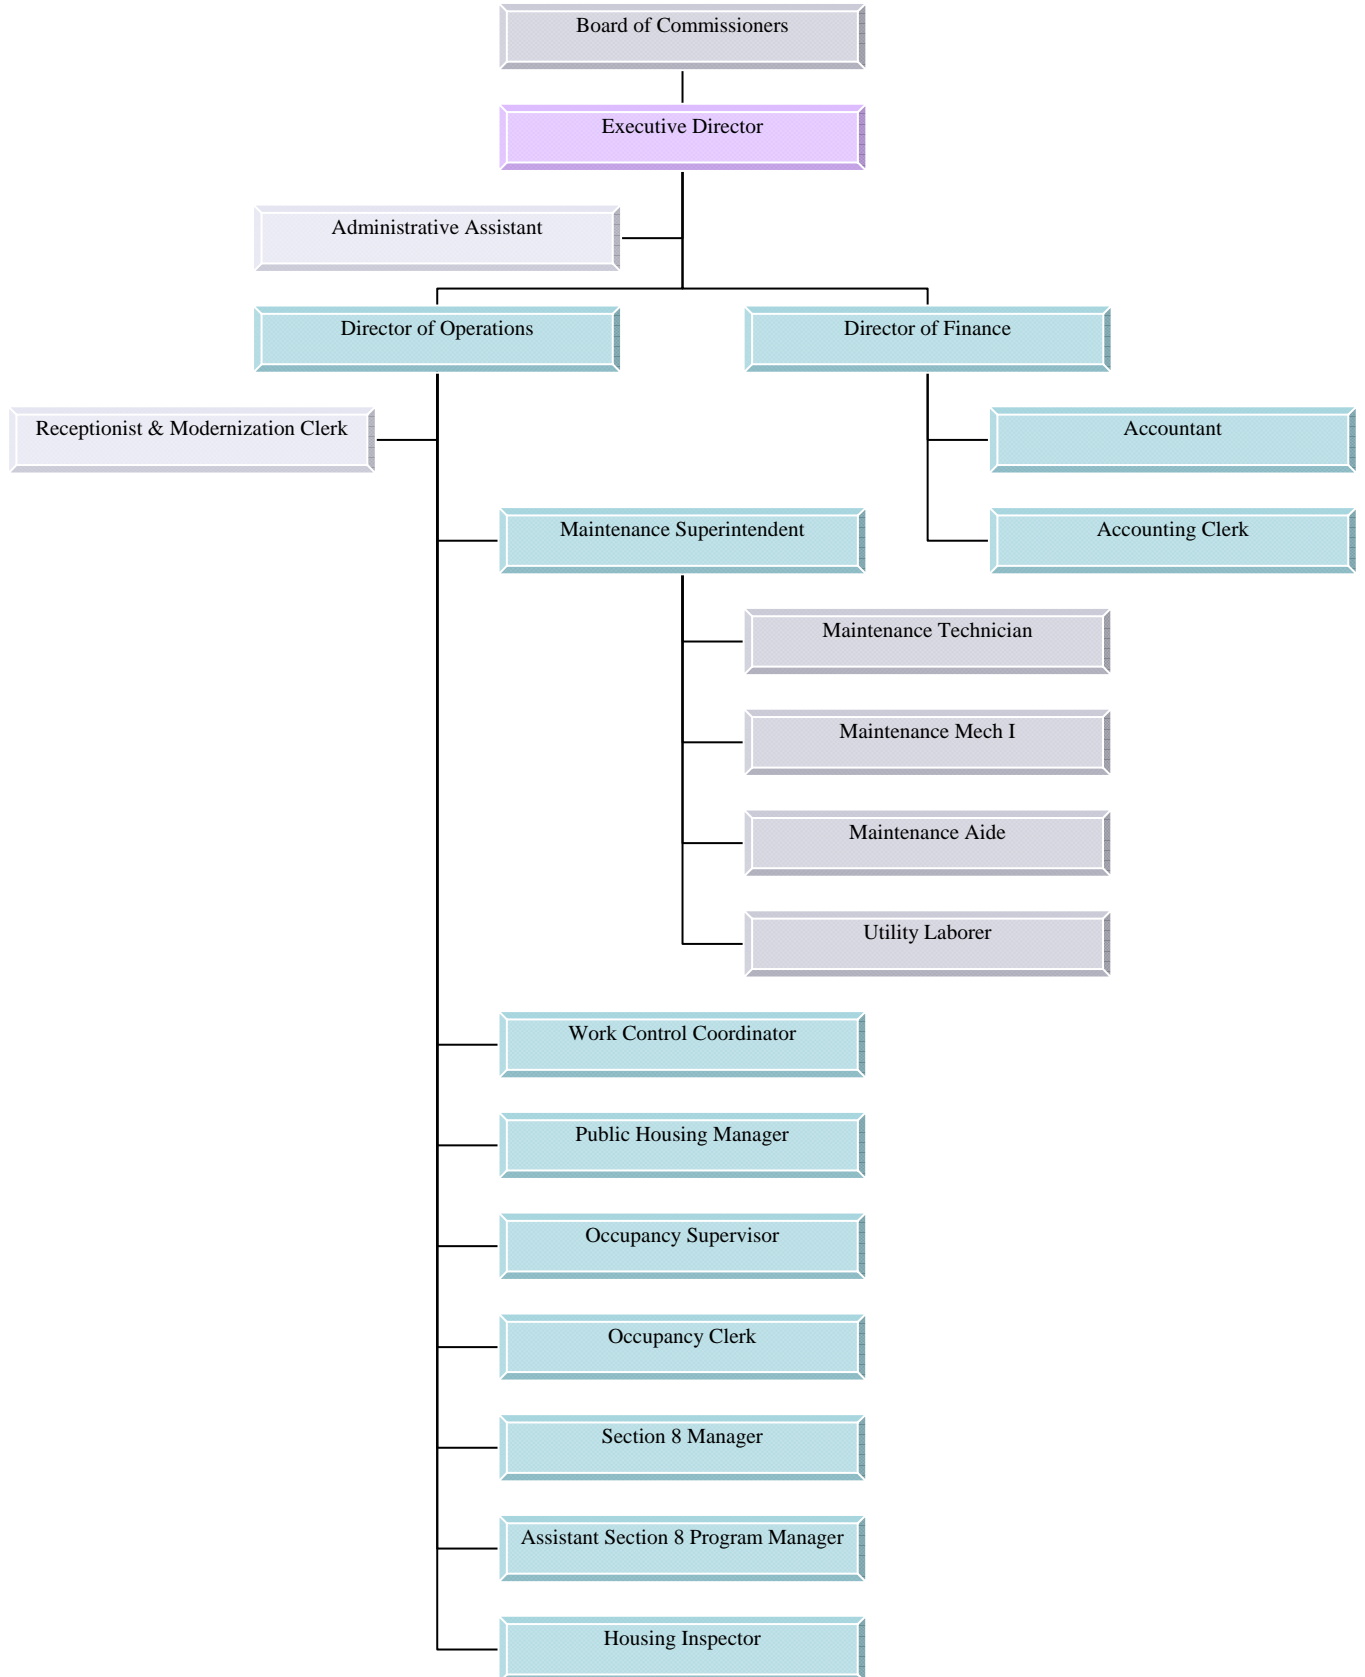 Board of Commissioners
Executive Director
Administrative Assistant
Director of Operations
Director of Finance
Receptionist & Modernization Clerk
Accountant
Maintenance Superintendent
Accounting Clerk
Maintenance Technician
Maintenance Mech I
Maintenance Aide
Utility Laborer
Work Control Coordinator
Public Housing Manager
Occupancy Supervisor
Occupancy Clerk
Section 8 Manager
Assistant Section 8 Program Manager
Housing Inspector